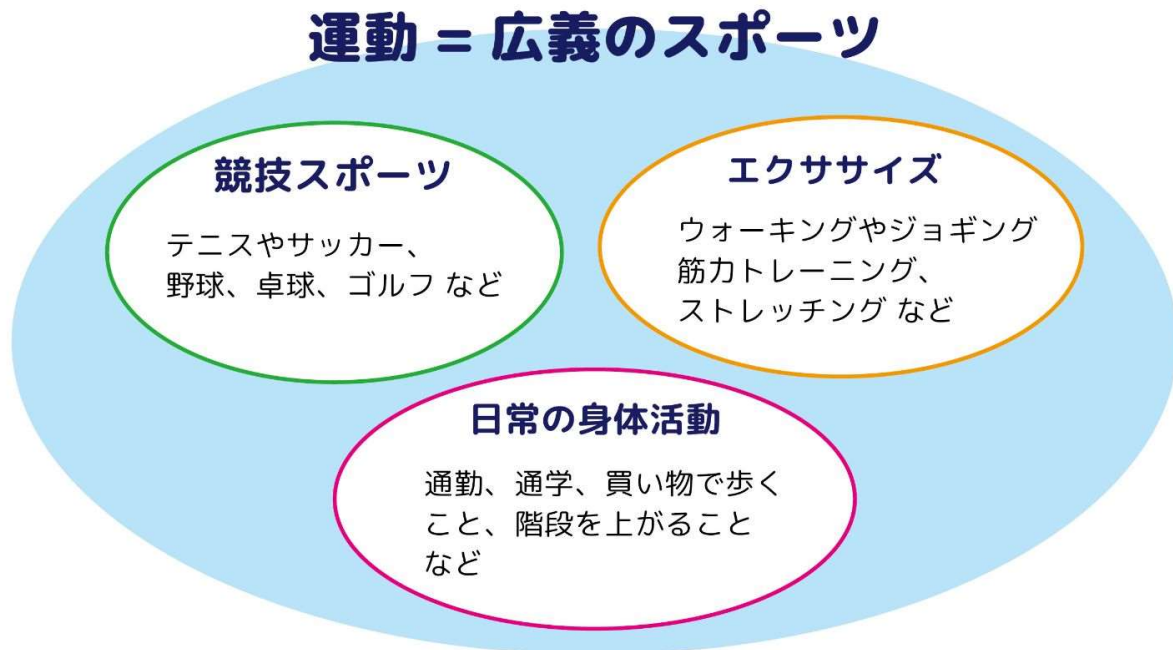 運動 = 広義のスポーツ
競技スポーツ
テニスやサッカー、
野球、卓球、ゴルフ など
エクササイズ
ウォーキングやジョギング
筋力トレーニング、
ストレッチング など
日常の身体活動
通勤、通学、買い物で歩く
こと、階段を上がること
など